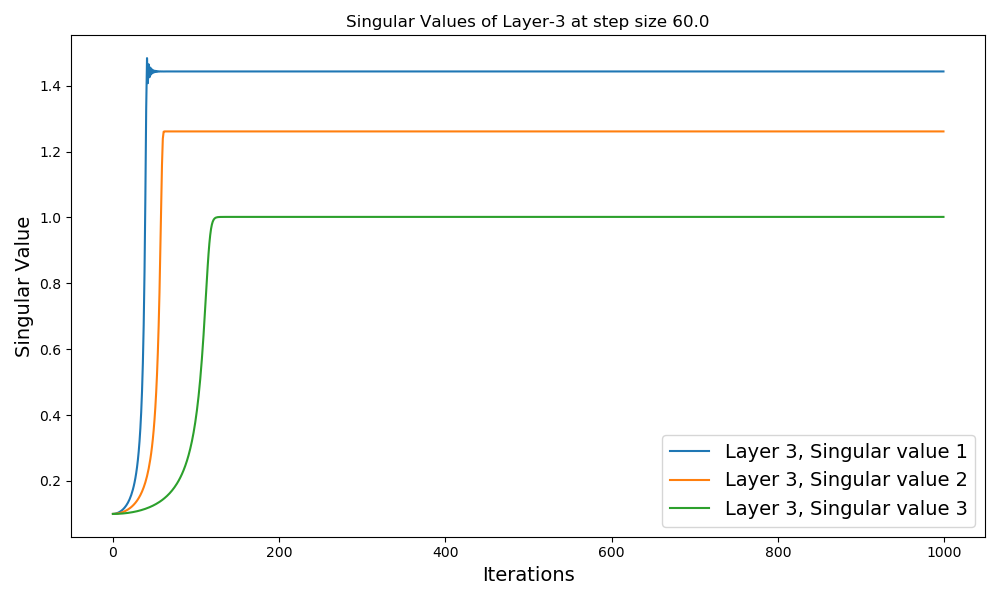 Singular Values of Layer-3 at step size 60.0
Singular Value
1.4
1.2
1.0
0.8
0.6
0.4
0.2
0 200 400 600 800 1000
Iterations
Layer 3, Singular value 1
Layer 3, Singular value 2
Layer 3, Singular value 3